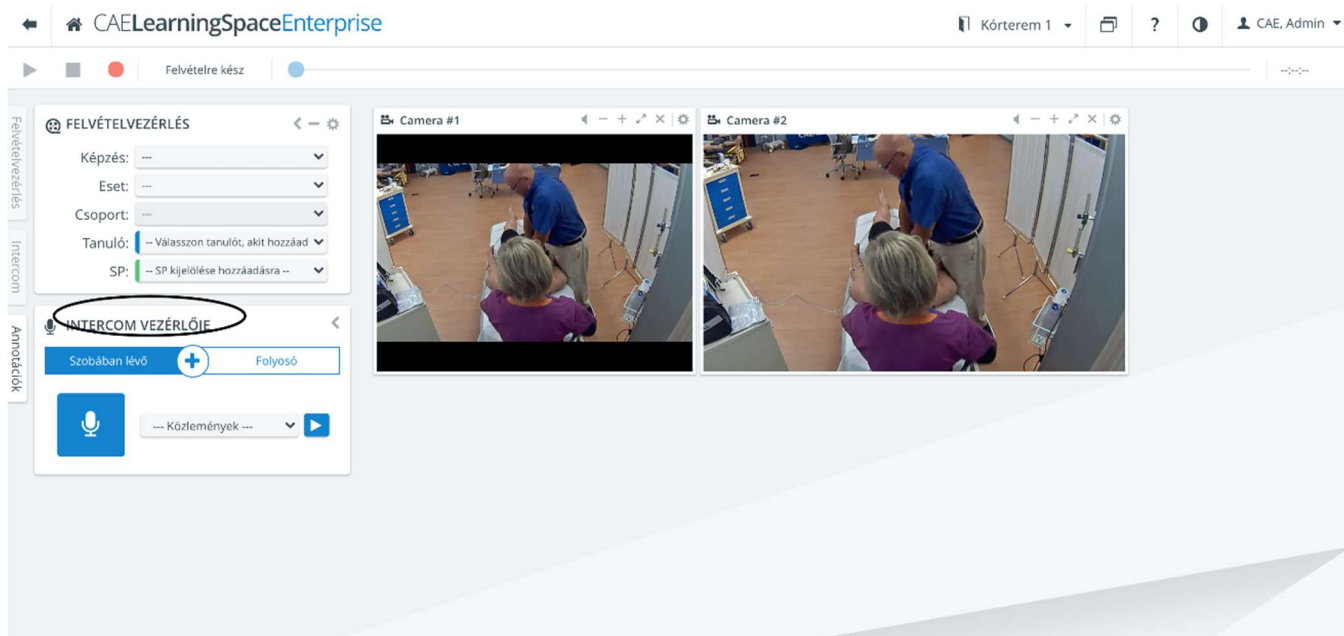 CAELearningSpaceEnterprise
Kórterem 1
?
CAE, Admin
Felvételre kész
--:--:--
Felvételvezérlés
Intercom
Annotációk
FELVÉTELVEZÉRLÉS
Képzés: ---
Eset: ---
Csoport: ---
Tanuló: -- Válasszon tanulót, akit hozzáad
SP: -- SP kijelölése hozzáadásra --
INTERCOM VEZÉRLŐJE
Szobában lévő + Folyosó
--- Közlemények ---
Camera #1
Camera #2